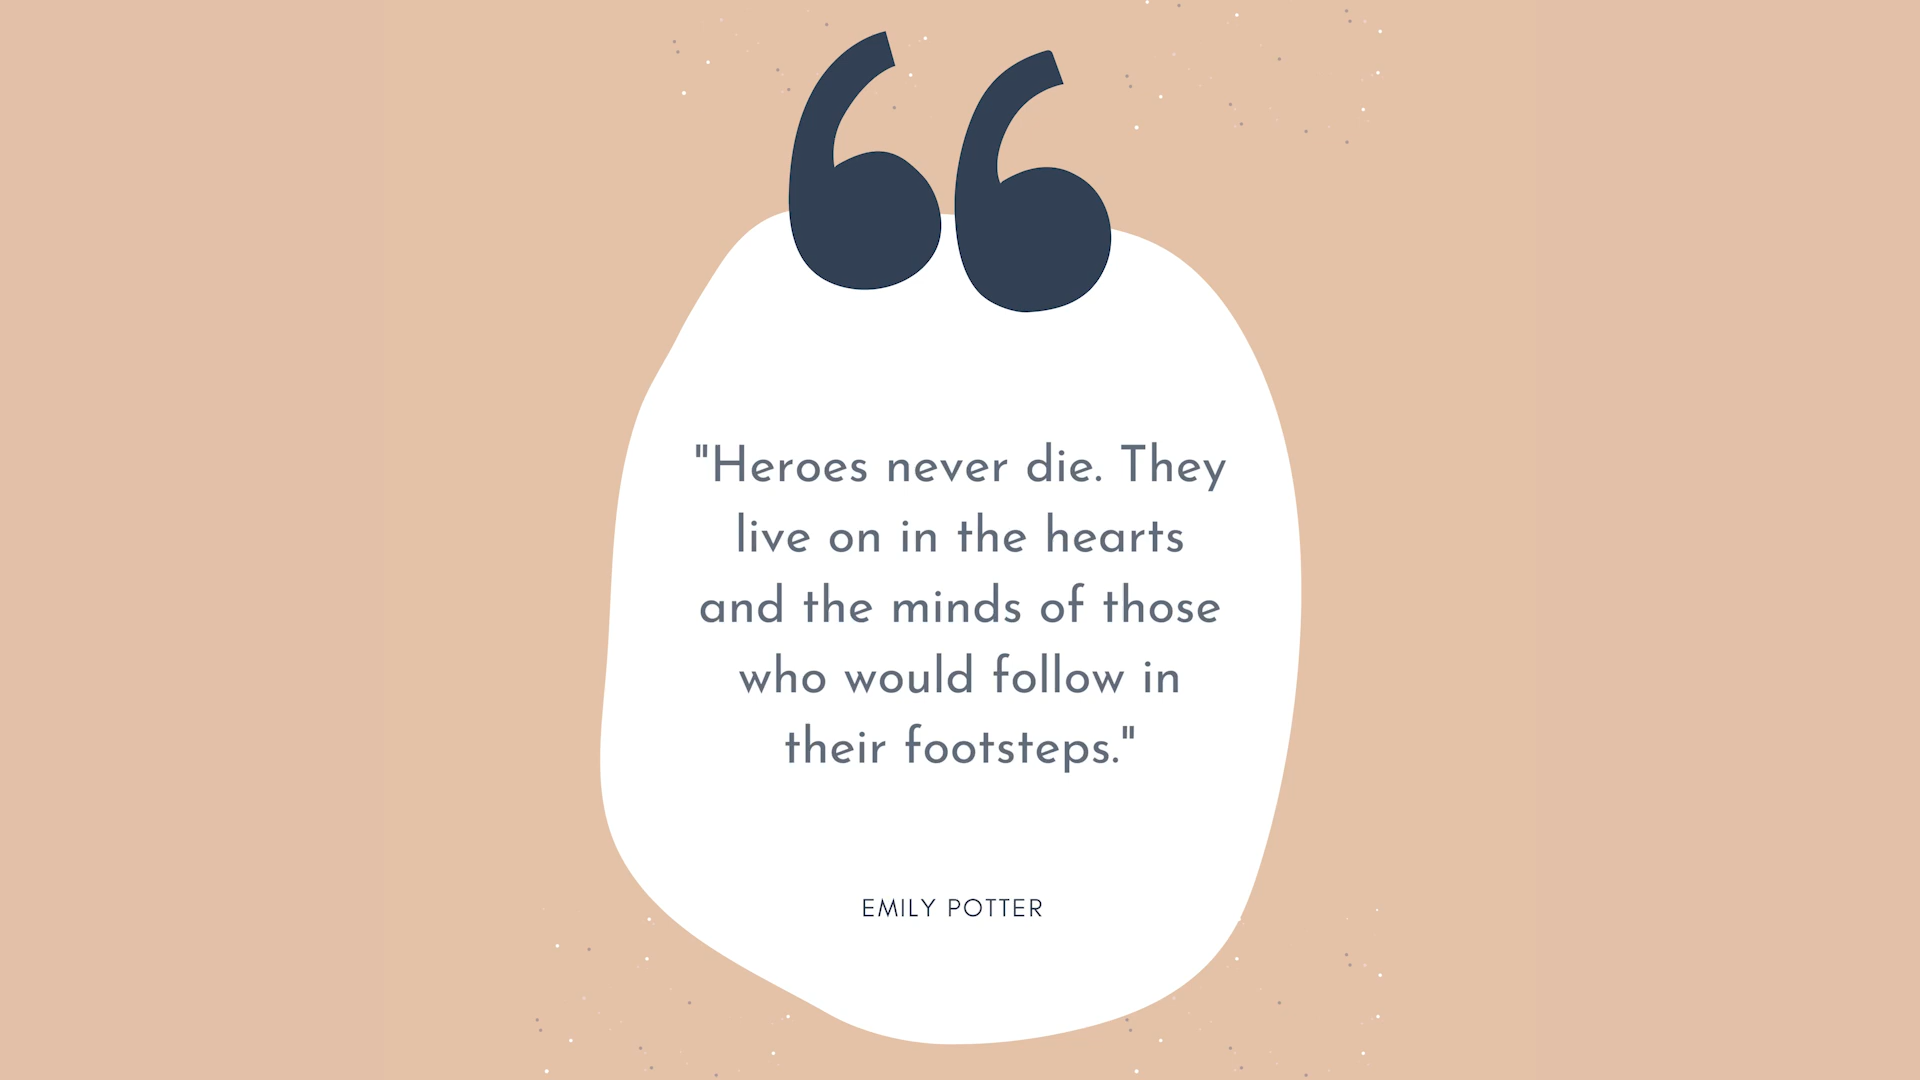 "Heroes never die. They
live on in the hearts
and the minds of those
who would follow in
their footsteps."
EMILY POTTER